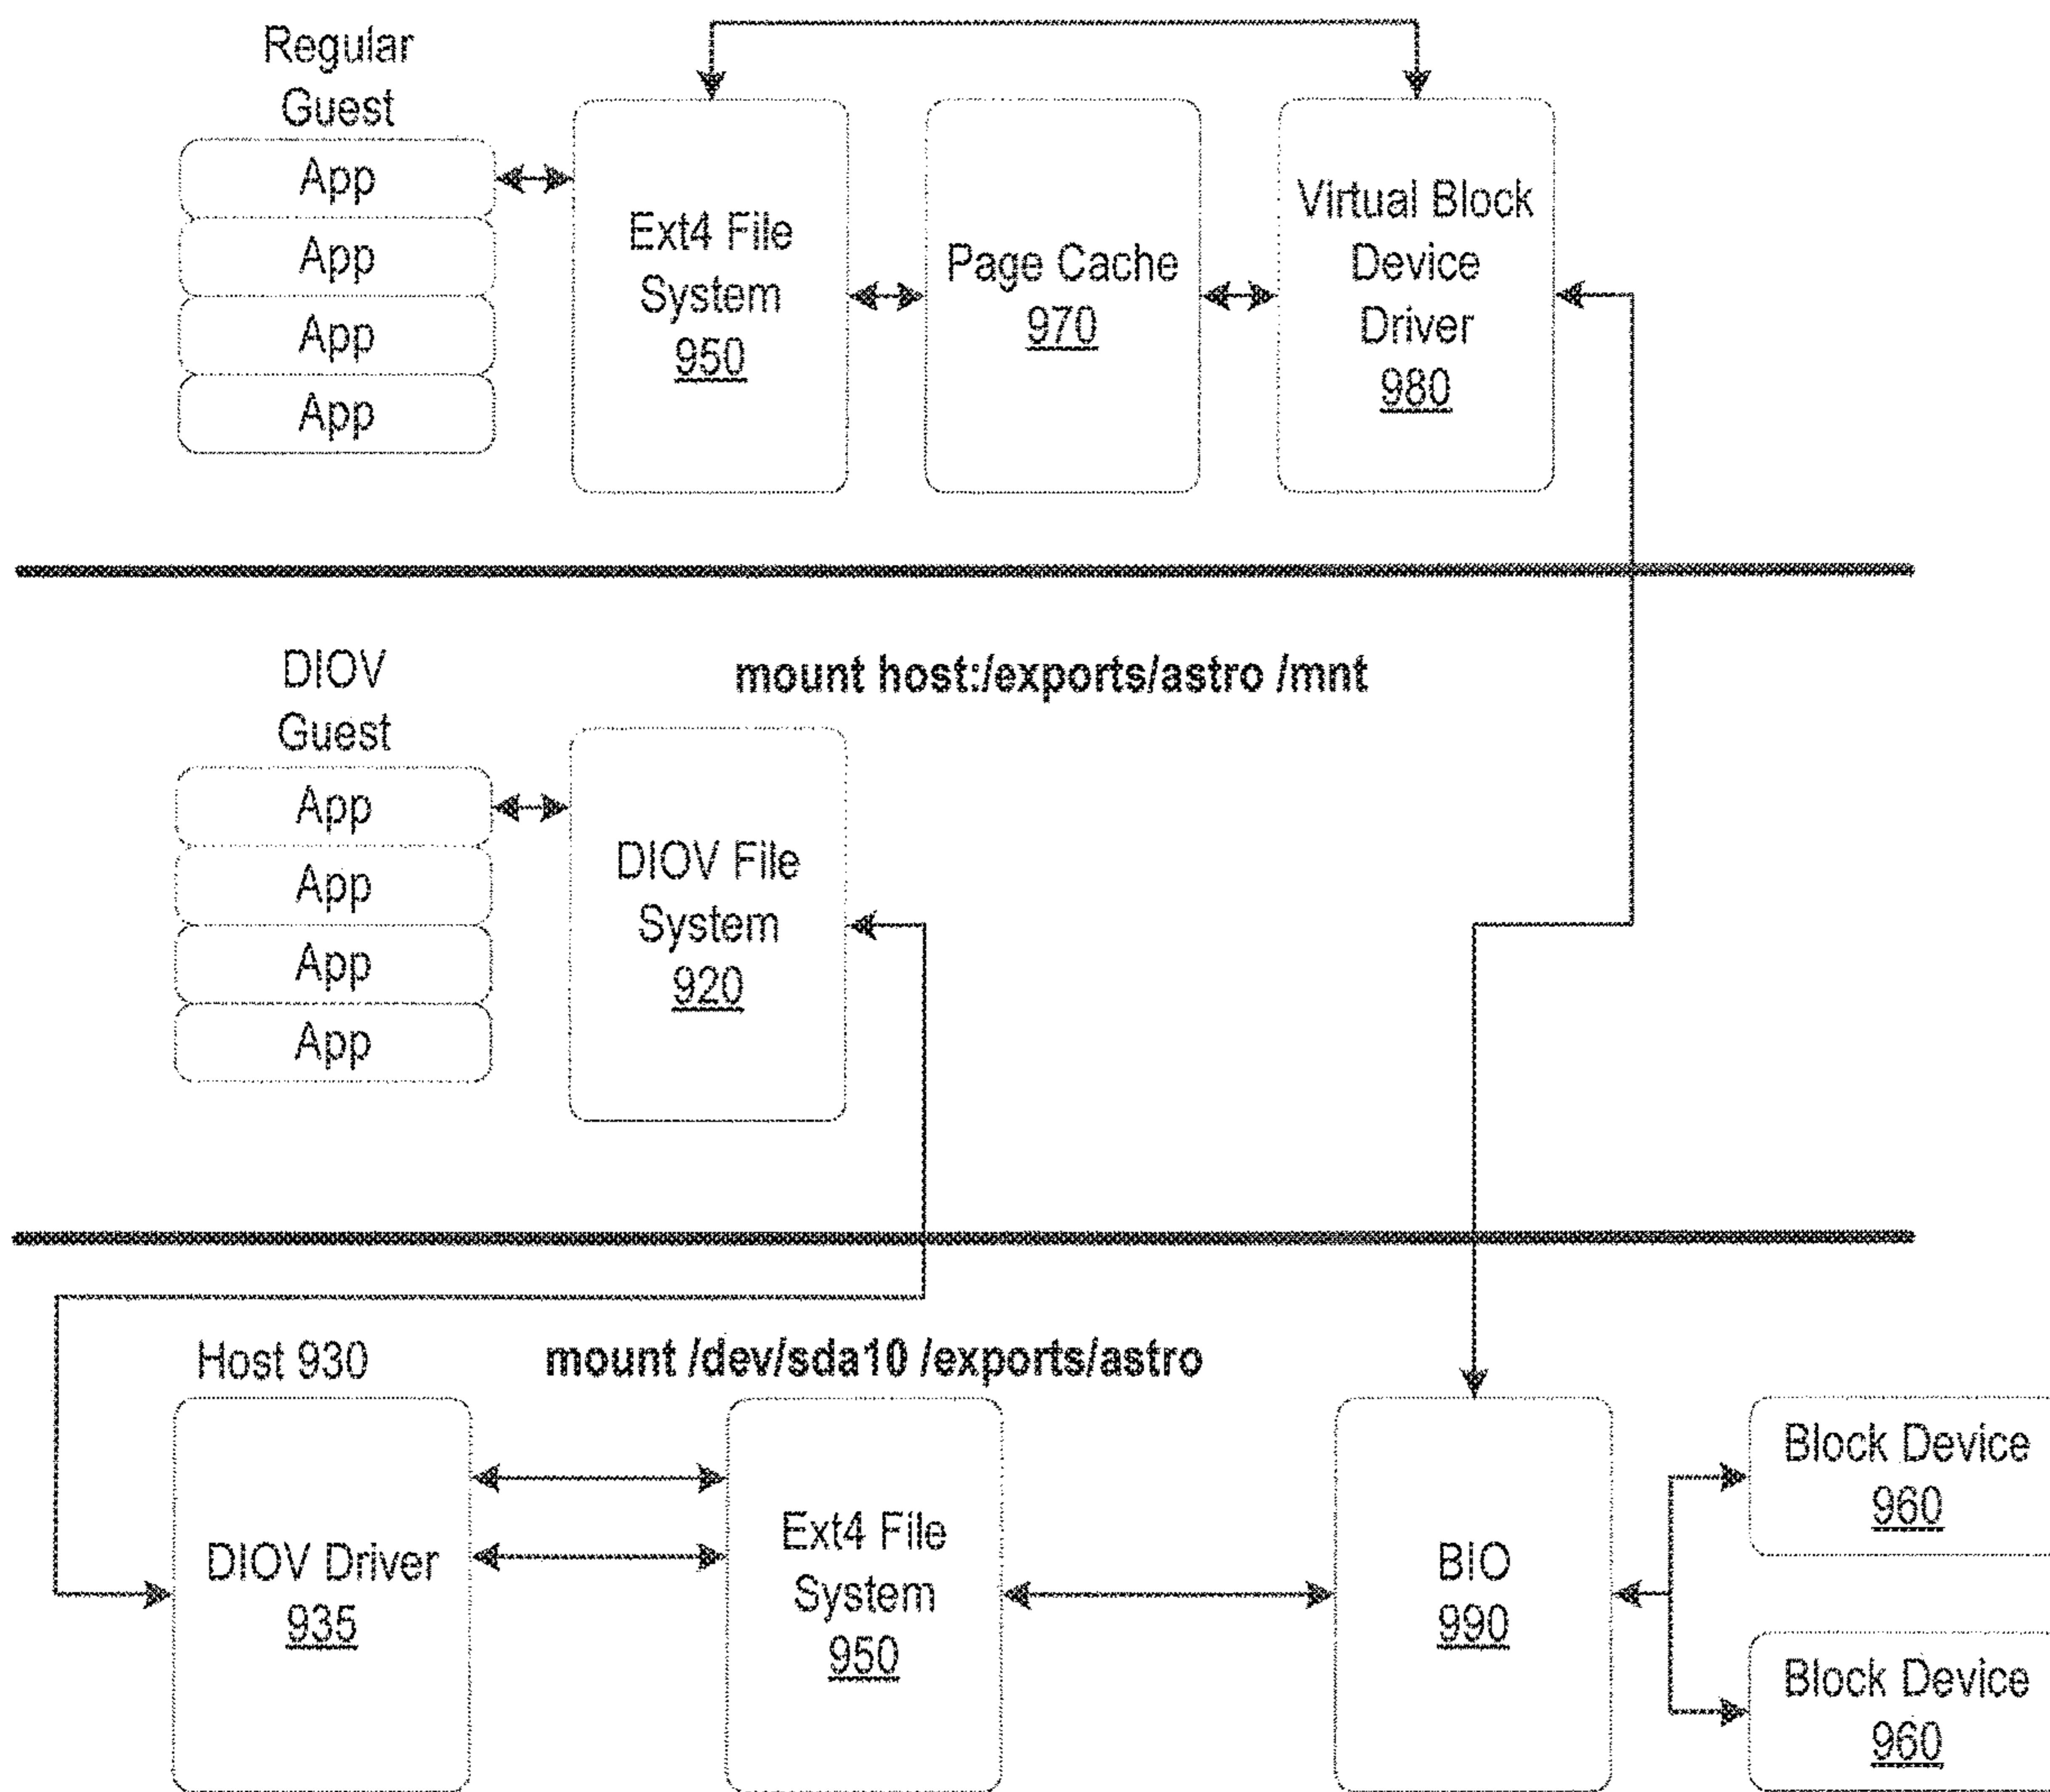 Regular
Guest
App
App
App
App
Ext4 File
System
950
Page Cache
970
Virtual Block
Device
Driver
980
DIOV
Guest
mount host:/exports/astro /mnt
App
App
App
App
DIOV File
System
920
Host 930
mount /dev/sda10 /exports/astro
DIOV Driver
935
Ext4 File
System
950
BIO
990
Block Device
960
Block Device
960